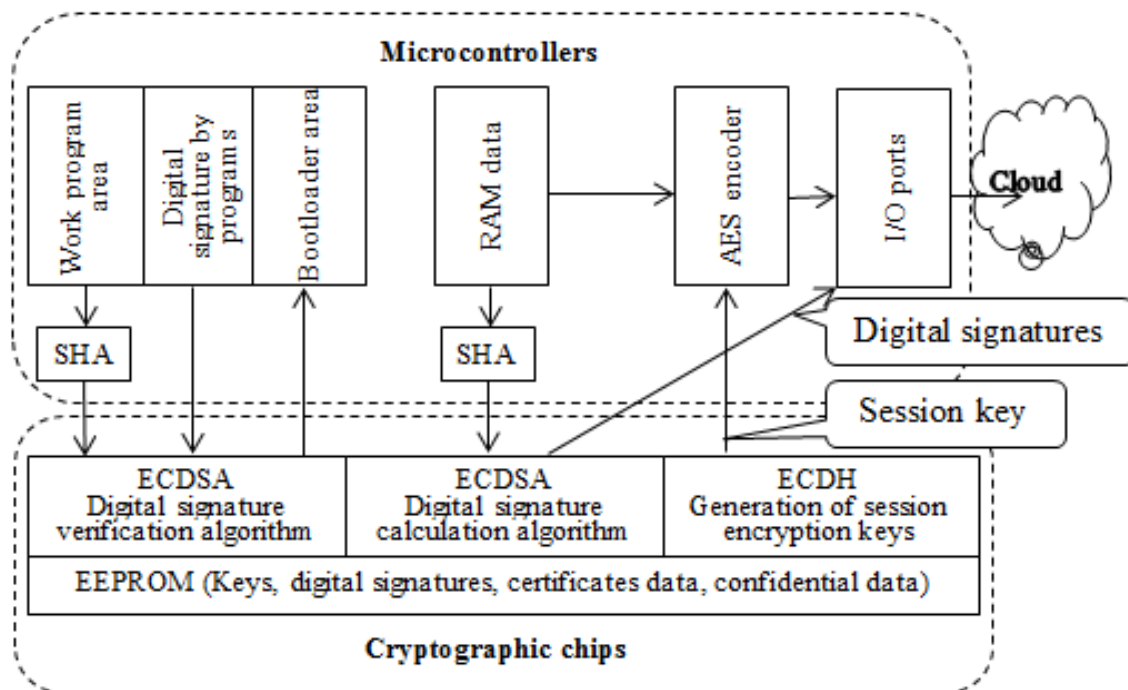 Microcontrollers
Work program
area
Digital
signature by
programs
Bootloader area
RAM data
AES encoder
I/O ports
Cloud
SHA
SHA
Digital signatures
Session key
ECDSA
Digital signature
verification algorithm
ECDSA
Digital signature
calculation algorithm
ECDH
Generation of session
encryption keys
EEPROM (Keys, digital signatures, certificates data, confidential data)
Cryptographic chips